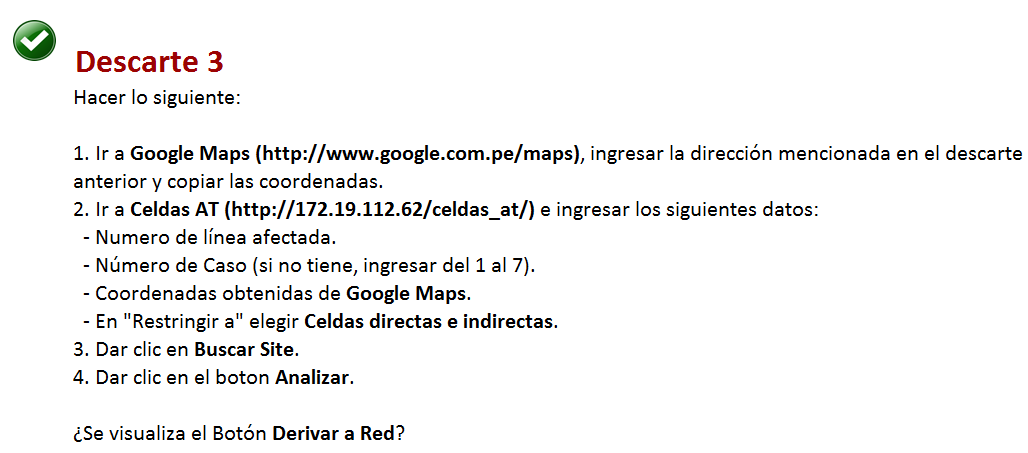 Descarte 3
Hacer lo siguiente:
1. Ir a Google Maps (http://www.google.com.pe/maps), ingresar la dirección mencionada en el descarte
anterior y copiar las coordenadas.
2. Ir a Celdas AT (http://172.19.112.62/celdas_at/) e ingresar los siguientes datos:
- Numero de línea afectada.
- Número de Caso (si no tiene, ingresar del 1 al 7).
- Coordenadas obtenidas de Google Maps.
- En "Restringir a" elegir Celdas directas e indirectas.
3. Dar clic en Buscar Site.
4. Dar clic en el boton Analizar.
¿Se visualiza el Botón Derivar a Red?